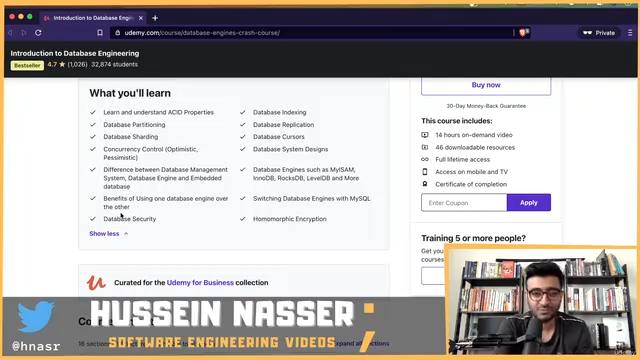 Introduction to Database Engin
udemy.com/course/database-engines-crash-course/
Private
Introduction to Database Engineering
Bestseller 4.7 ★ (1,026) 32,874 students
What you'll learn
Learn and understand ACID Properties
Database Partitioning
Database Sharding
Concurrency Control (Optimistic, Pessimistic)
Difference between Database Management System, Database Engine and Embedded database
Benefits of Using one database engine over the other
Database Security
Show less
Database Indexing
Database Replication
Database Cursors
Database System Designs
Database Engines such as MyISAM, InnoDB, RocksDB, LevelDB and More
Switching Database Engines with MySQL
Homomorphic Encryption
Curated for the Udemy for Business collection
Buy now
30-Day Money-Back Guarantee
This course includes:
14 hours on-demand video
46 downloadable resources
Full lifetime access
Access on mobile and TV
Certificate of completion
Enter Coupon
Apply
Training 5 or more people?
@hnasr
HUSSEIN NASSER
SOFTWARE ENGINEERING VIDEOS
;